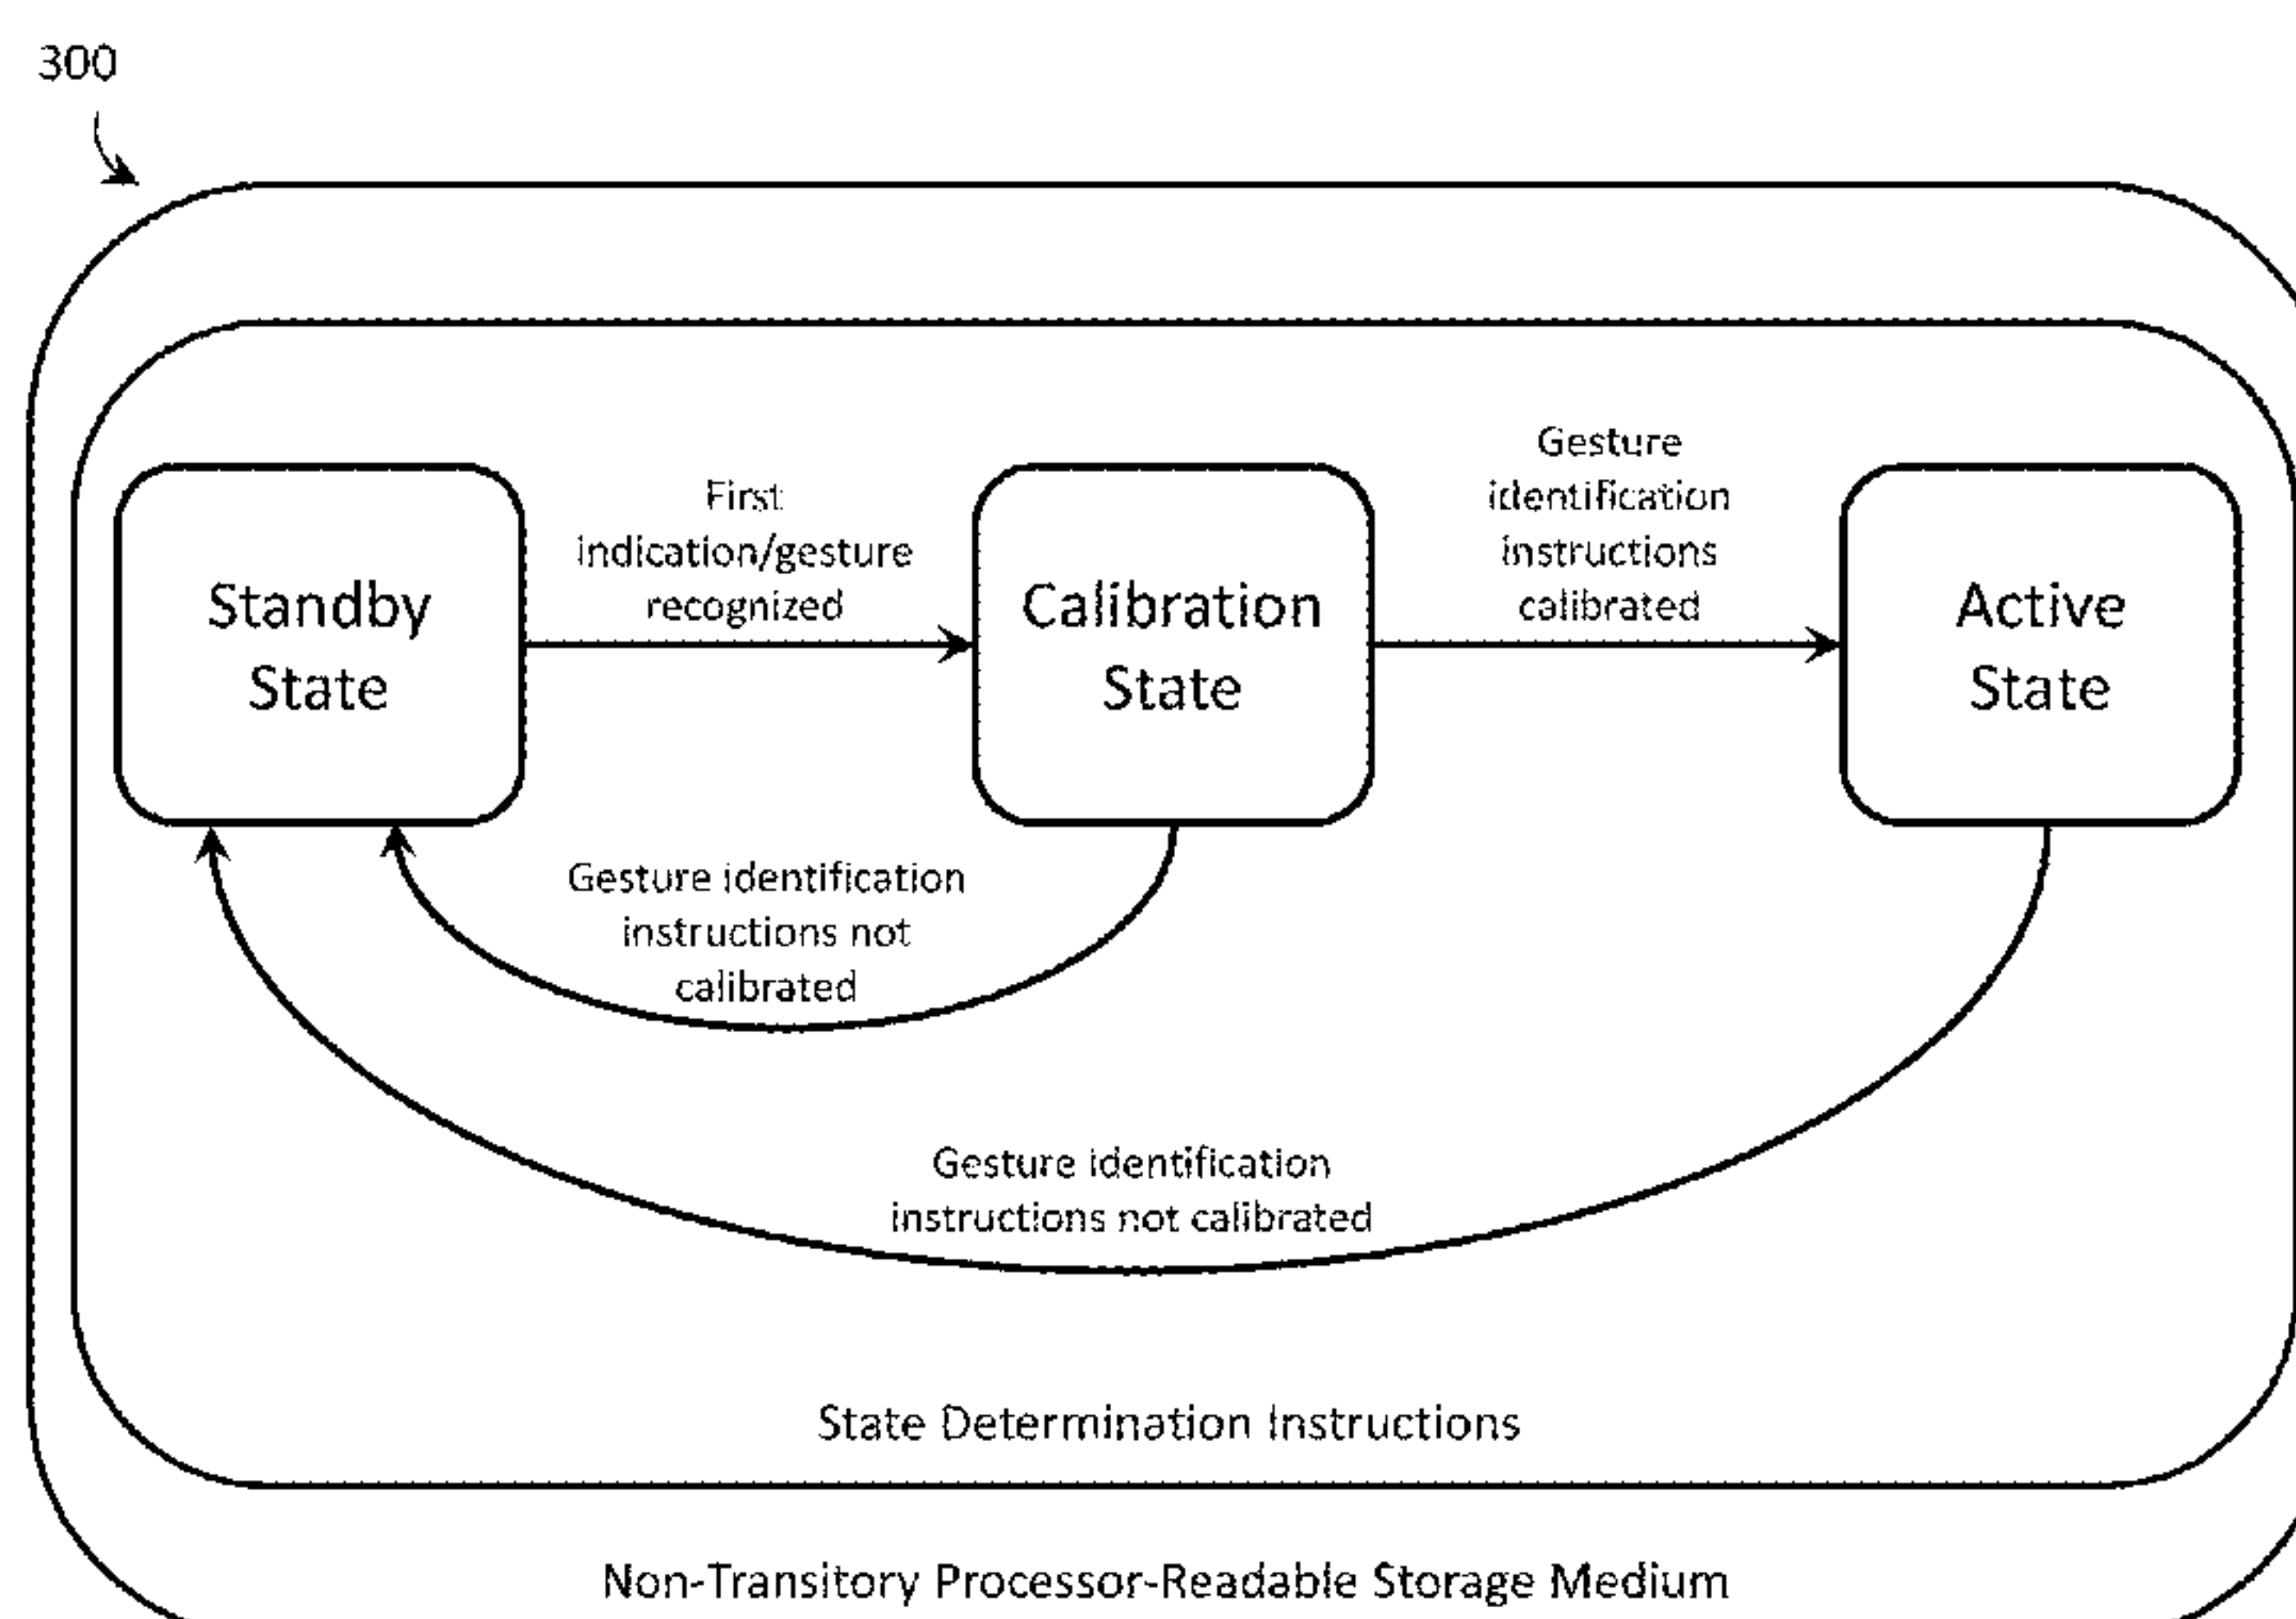 300
First
indication/gesture
recognized
Gesture
identification
instructions
calibrated
Standby
State
Calibration
State
Active
State
Gesture identification
instructions not
calibrated
Gesture identification
instructions not calibrated
State Determination Instructions
Non-Transitory Processor-Readable Storage Medium